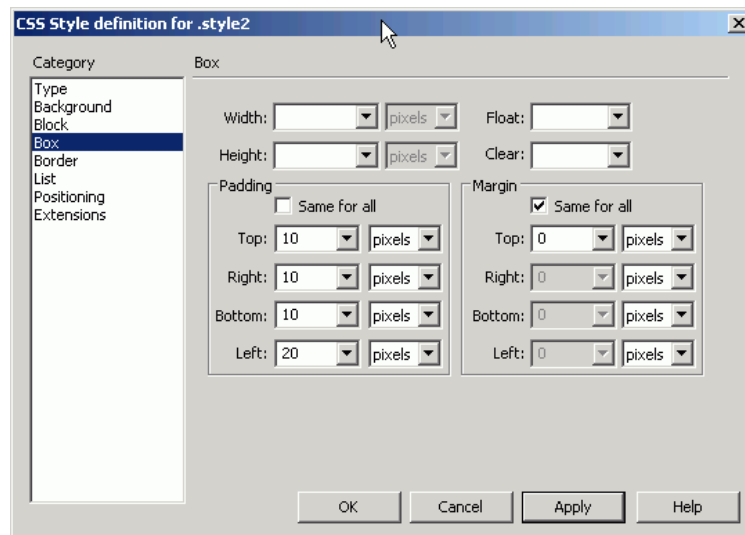 CSS Style definition for .style2
Category
Type
Background
Block
Box
Border
List
Positioning
Extensions
Box
Width: pixels Float:
Height: pixels Clear:
Padding
Same for all
Top: 10 pixels
Right: 10 pixels
Bottom: 10 pixels
Left: 20 pixels
Margin
Same for all
Top: 0 pixels
Right: 0 pixels
Bottom: 0 pixels
Left: 0 pixels
OK Cancel Apply Help